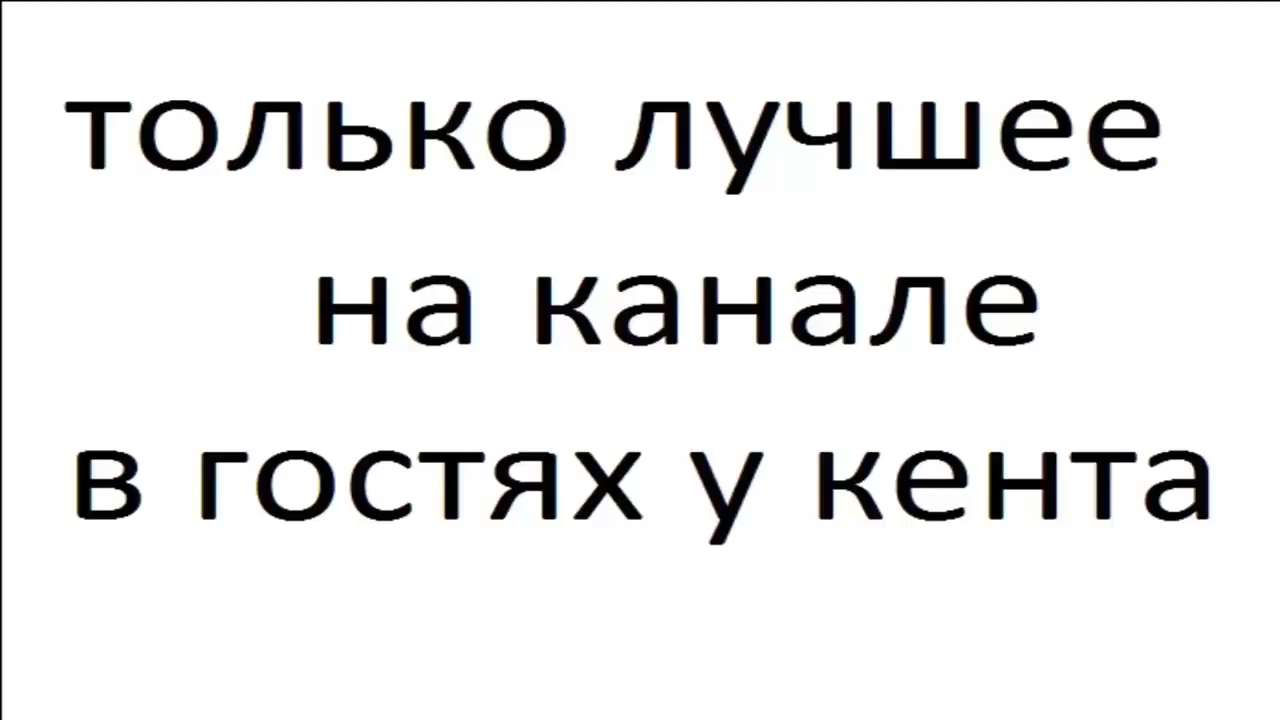 только лучшее
на канале
в гостях у кента